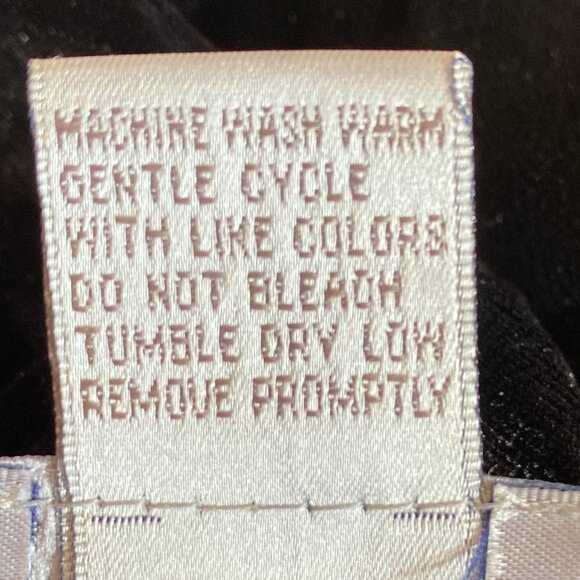 MACHINE WASH WARM
GENTLE CYCLE
WITH LIKE COLORS
DO NOT BLEACH
TUMBLE DRY LOW
REMOVE PROMPTLY